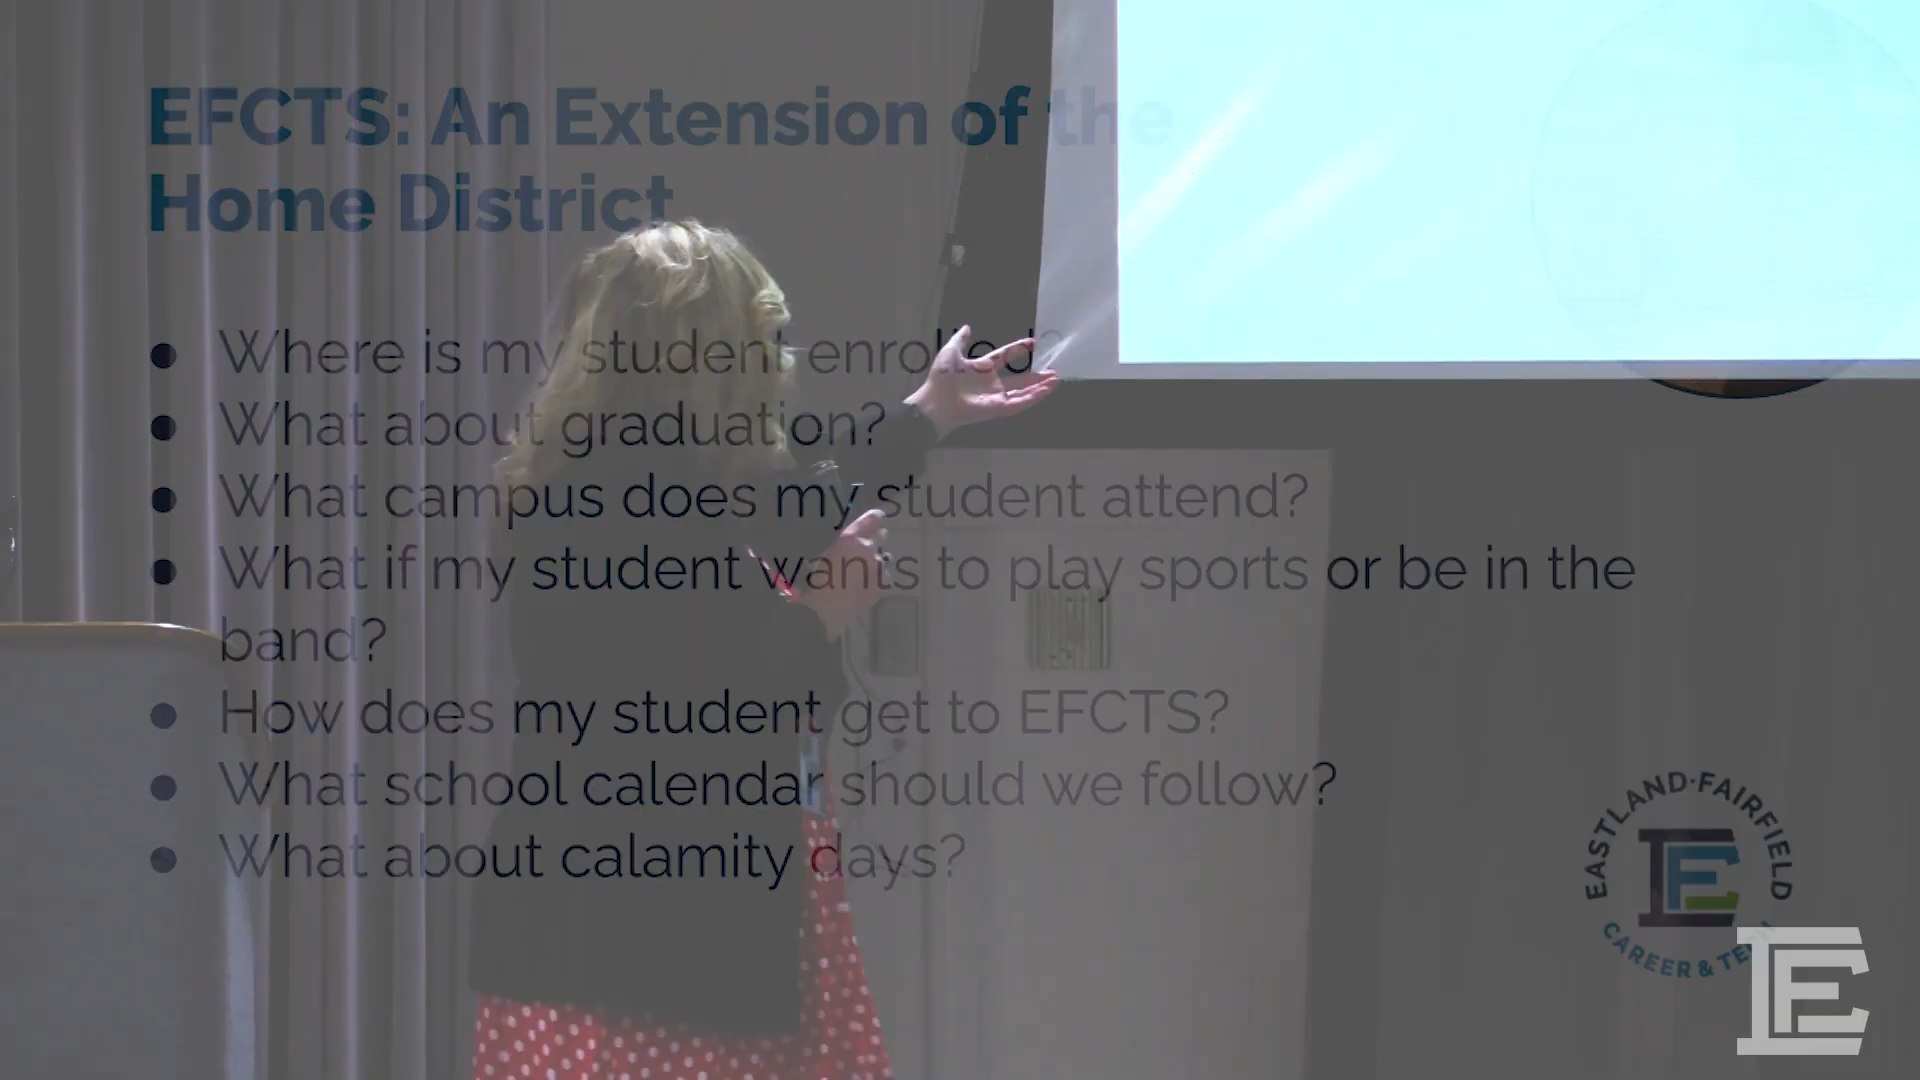 EFCTS: An Extension of the
Home District
● Where is my student enrolled?
● What about graduation?
● What campus does my student attend?
● What if my student wants to play sports or be in the
band?
● How does my student get to EFCTS?
● What school calendar should we follow?
● What about calamity days?
EASTLAND·FAIRFIELD
EF
CAREER &
EF